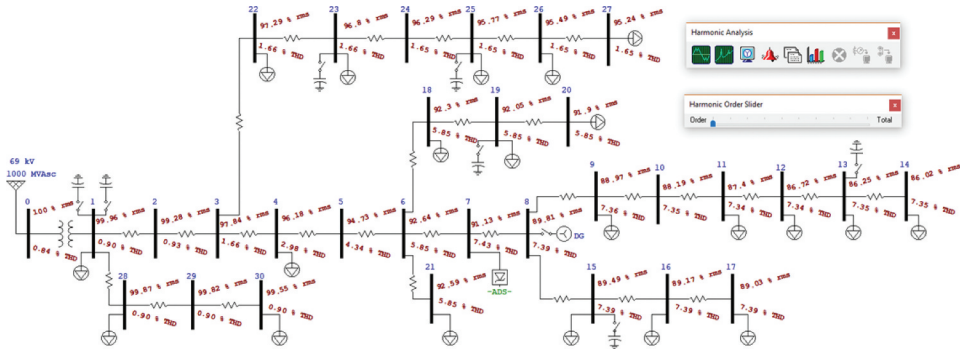 22 97.29 % rms 1.66 % THD
23 96.8 % rms 1.66 % THD
24 96.29 % rms 1.65 % THD
25 95.77 % rms 1.65 % THD
26 95.49 % rms 1.65 % THD
27 95.24 % rms 1.65 % THD
Harmonic Analysis x
Harmonic Order Slider x
Order Total
18 92.3 % rms 5.85 % THD
19 92.05 % rms 5.85 % THD
20 91.9 % rms 5.85 % THD
69 kV
1000 MVAsc
0 100 % rms 0.84 % THD
1 99.96 % rms 0.90 % THD
2 99.28 % rms 0.93 % THD
3 97.84 % rms 1.66 % THD
4 96.18 % rms 2.98 % THD
5 94.73 % rms 4.34 % THD
6 92.64 % rms 5.85 % THD
7 91.13 % rms 7.43 % THD
8 89.81 % rms 7.39 % THD
DG
~ADS~
9 88.97 % rms 7.36 % THD
10 88.19 % rms 7.35 % THD
11 87.4 % rms 7.34 % THD
12 86.72 % rms 7.34 % THD
13 86.25 % rms 7.35 % THD
14 86.02 % rms 7.35 % THD
28 99.87 % rms 0.90 % THD
29 99.82 % rms 0.90 % THD
30 99.55 % rms 0.90 % THD
21 92.59 % rms 5.85 % THD
15 89.49 % rms 7.39 % THD
16 89.17 % rms 7.39 % THD
17 89.03 % rms 7.39 % THD